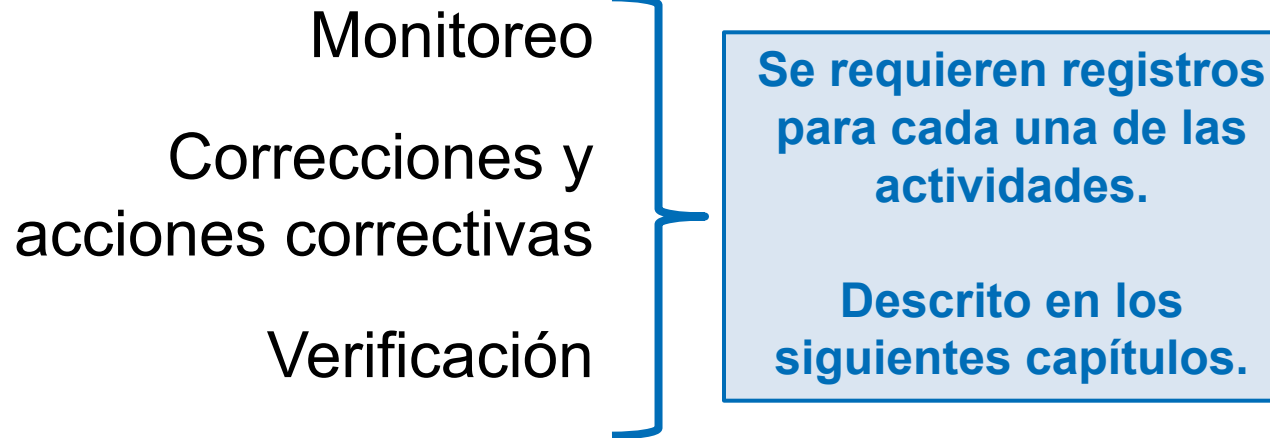 Monitoreo
Correcciones y
acciones correctivas
Verificación
Se requieren registros
para cada una de las
actividades.
Descrito en los
siguientes capítulos.